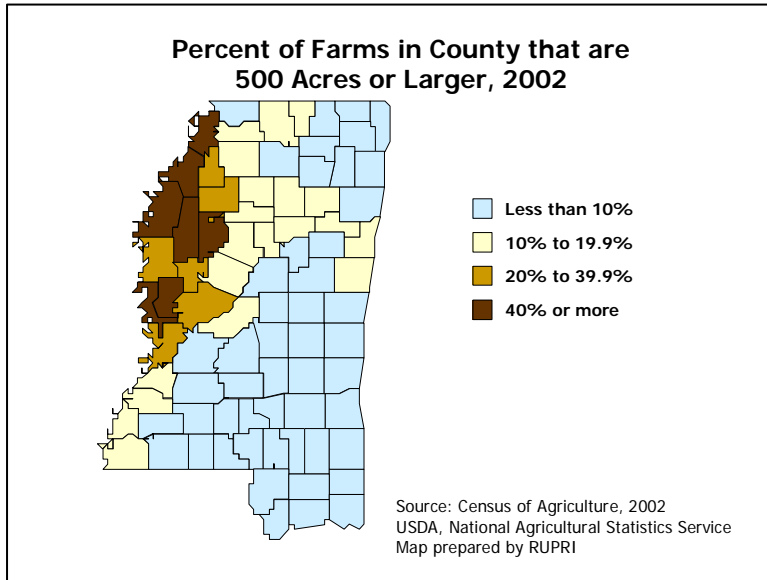 Percent of Farms in County that are
500 Acres or Larger, 2002
Less than 10%
10% to 19.9%
20% to 39.9%
40% or more
Source: Census of Agriculture, 2002
USDA, National Agricultural Statistics Service
Map prepared by RUPRI